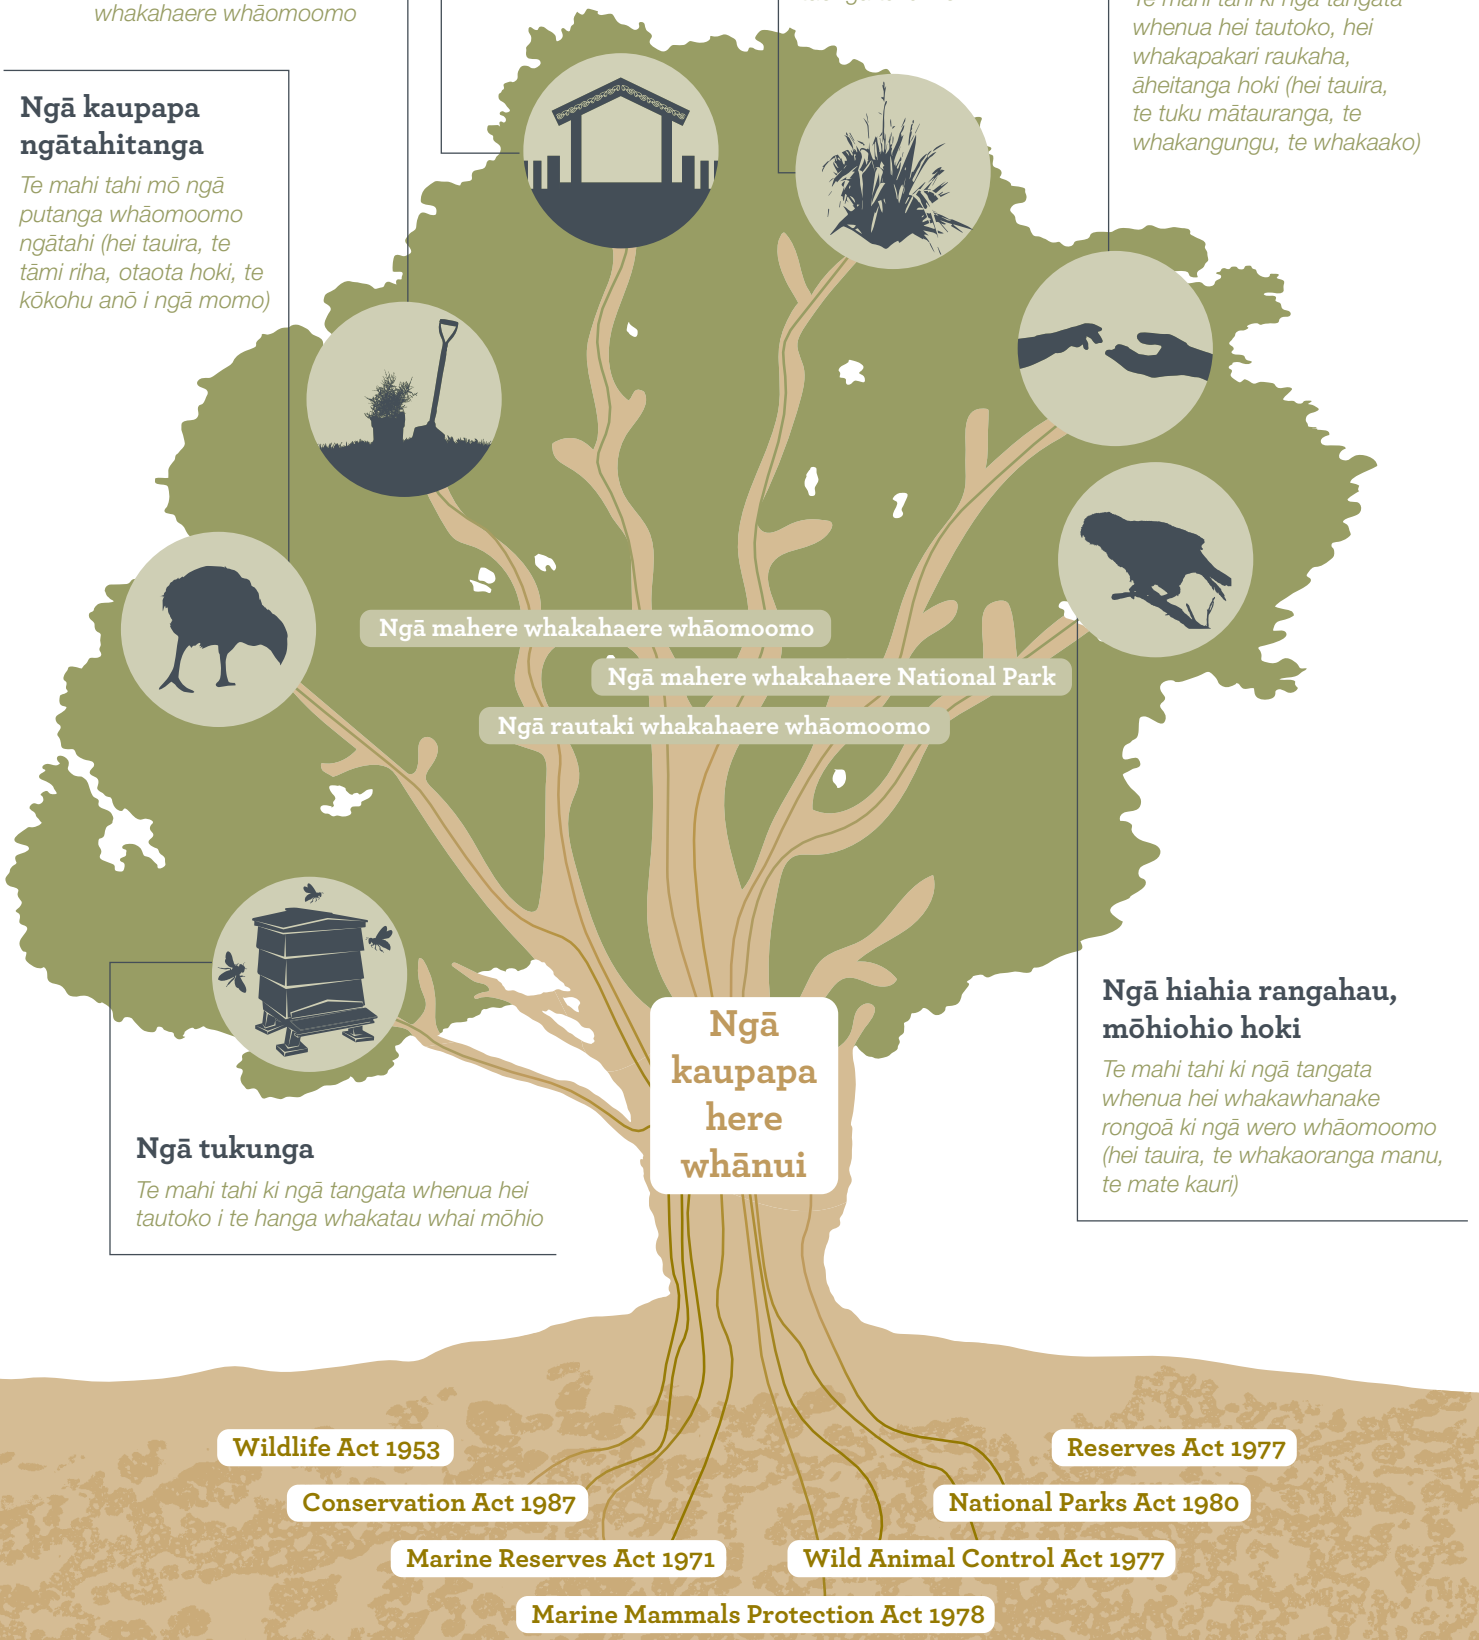 whakahaere whāomoomo
whenua hei tautoko, hei
whakapakari raukaha,
āheitanga hoki (hei tauira,
te tuku mātauranga, te
whakangungu, te whakaako)
Ngā kaupapa
ngātahitanga
Te mahi tahi mō ngā
putanga whāomoomo
ngātahi (hei tauira, te
tāmi riha, otaota hoki, te
kōkohu anō i ngā momo)
Ngā mahere whakahaere whāomoomo
Ngā mahere whakahaere National Park
Ngā rautaki whakahaere whāomoomo
Ngā hiahia rangahau,
mōhiohio hoki
Te mahi tahi ki ngā tangata
whenua hei whakawhanake
rongoā ki ngā wero whāomoomo
(hei tauira, te whakaoranga manu,
te mate kauri)
Ngā
kaupapa
here
whānui
Ngā tukunga
Te mahi tahi ki ngā tangata whenua hei
tautoko i te hanga whakatau whai mōhio
Wildlife Act 1953
Reserves Act 1977
Conservation Act 1987
National Parks Act 1980
Marine Reserves Act 1971
Wild Animal Control Act 1977
Marine Mammals Protection Act 1978